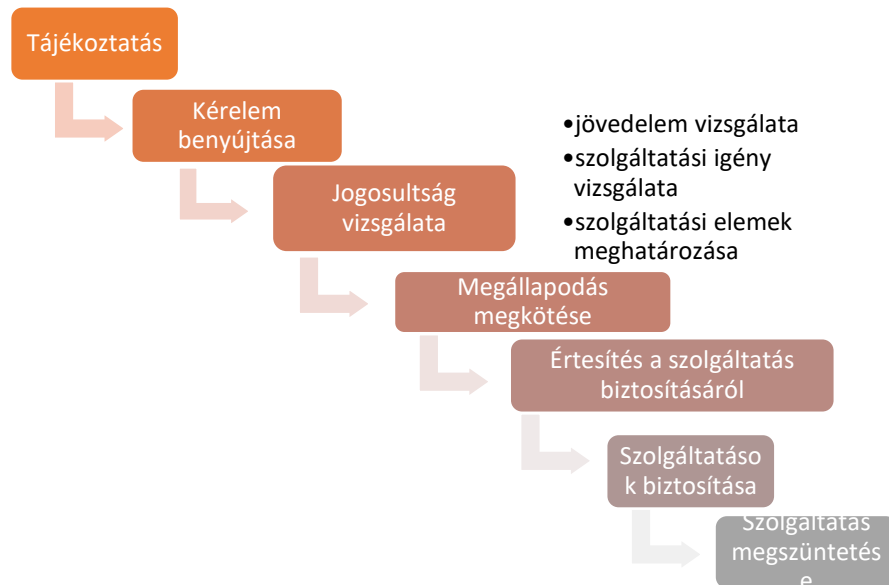 Tájékoztatás
Kérelem
benyújtása
Jogosultság
vizsgálata
•jövedelem vizsgálata
•szolgáltatási igény
vizsgálata
•szolgáltatási elemek
meghatározása
Megállapodás
megkötése
Értesítés a szolgáltatás
biztosításáról
Szolgáltatáso
k biztosítása
Szolgáltatás
megszüntetés
e